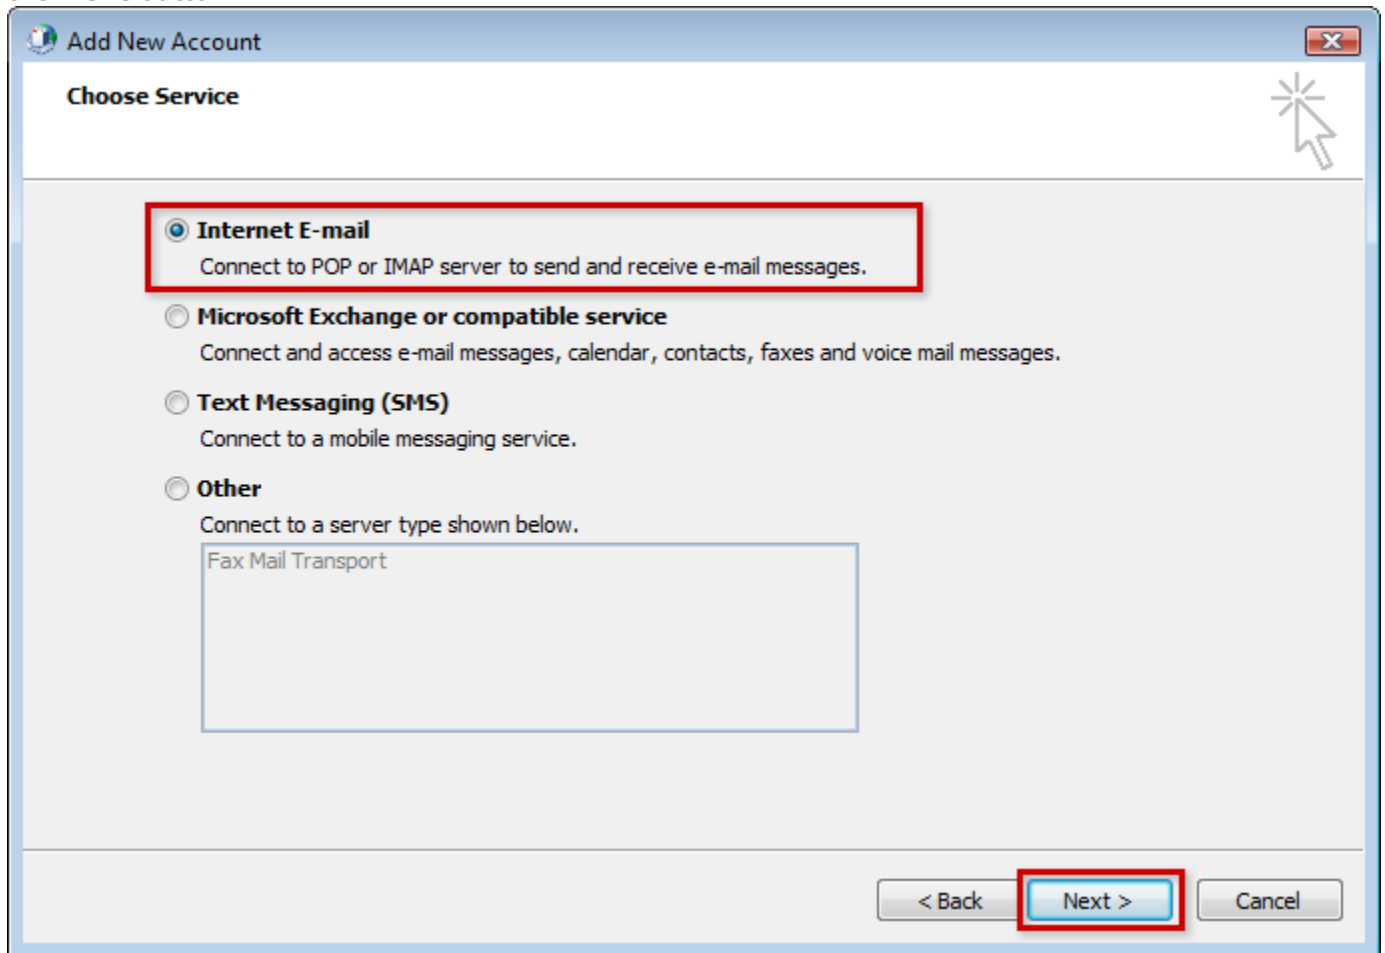 Add New Account
Choose Service
Internet E-mail
Connect to POP or IMAP server to send and receive e-mail messages.
Microsoft Exchange or compatible service
Connect and access e-mail messages, calendar, contacts, faxes and voice mail messages.
Text Messaging (SMS)
Connect to a mobile messaging service.
Other
Connect to a server type shown below.
Fax Mail Transport
< Back Next > Cancel